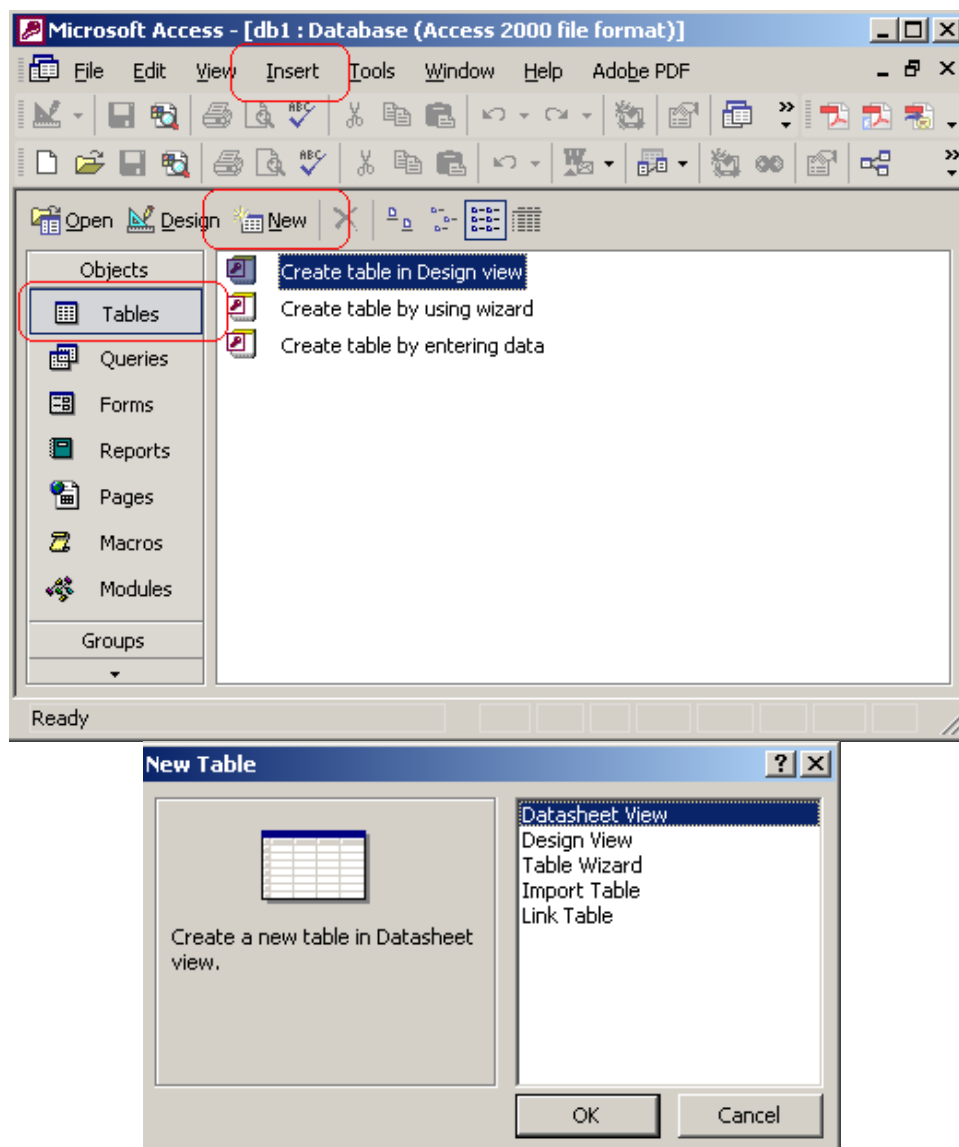 Microsoft Access - [db1 : Database (Access 2000 file format)]
File Edit View Insert Tools Window Help Adobe PDF
ABC
ABC
Open Design New
Objects
Tables
Queries
Forms
Reports
Pages
Macros
Modules
Groups
Create table in Design view
Create table by using wizard
Create table by entering data
Ready
New Table
Create a new table in Datasheet
view.
Datasheet View
Design View
Table Wizard
Import Table
Link Table
OK Cancel